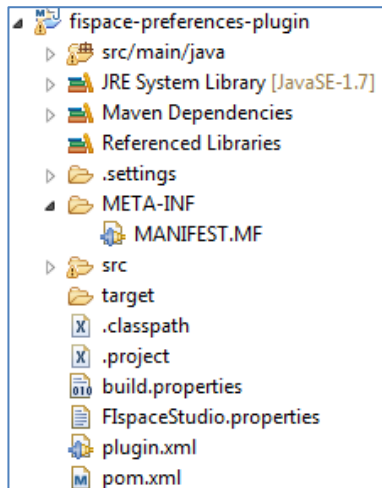 fispace-preferences-plugin
src/main/java
JRE System Library [JavaSE-1.7]
Maven Dependencies
Referenced Libraries
.settings
META-INF
MANIFEST.MF
src
target
.classpath
.project
build.properties
FIspaceStudio.properties
plugin.xml
pom.xml